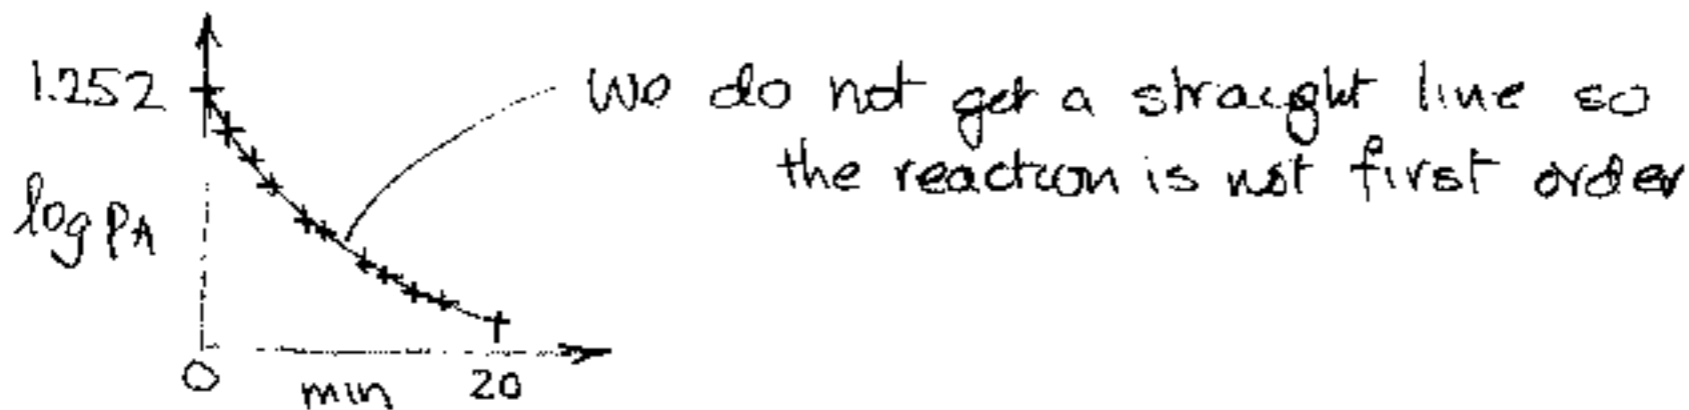 1.252
We do not get a straight line so
the reaction is not first order
log PA
0 min 20